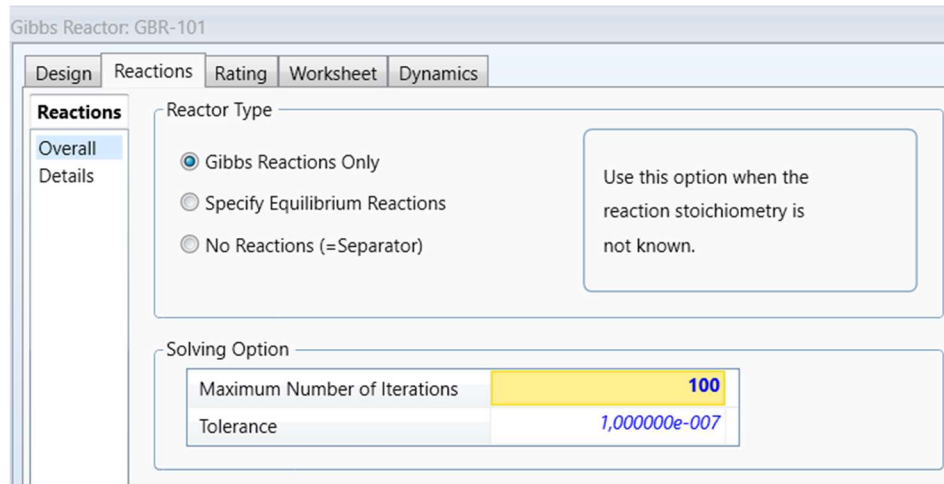 Gibbs Reactor: GBR-101
Design Reactions Rating Worksheet Dynamics
Reactions
Overall
Details
Reactor Type
Gibbs Reactions Only
Specify Equilibrium Reactions
No Reactions (=Separator)
Use this option when the
reaction stoichiometry is
not known.
Solving Option
Maximum Number of Iterations 100
Tolerance 1,000000e-007